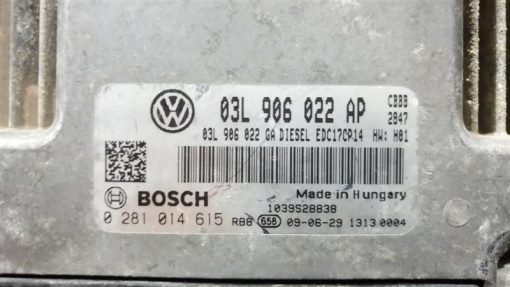 03L 906 022 AP CBBB
2847
03L 906 022 GA DIESEL EDC17CP14 HW: H01
BOSCH Made in Hungary
1039S28838
0 281 014 615 RB8 656 09-06-29 1313 0004